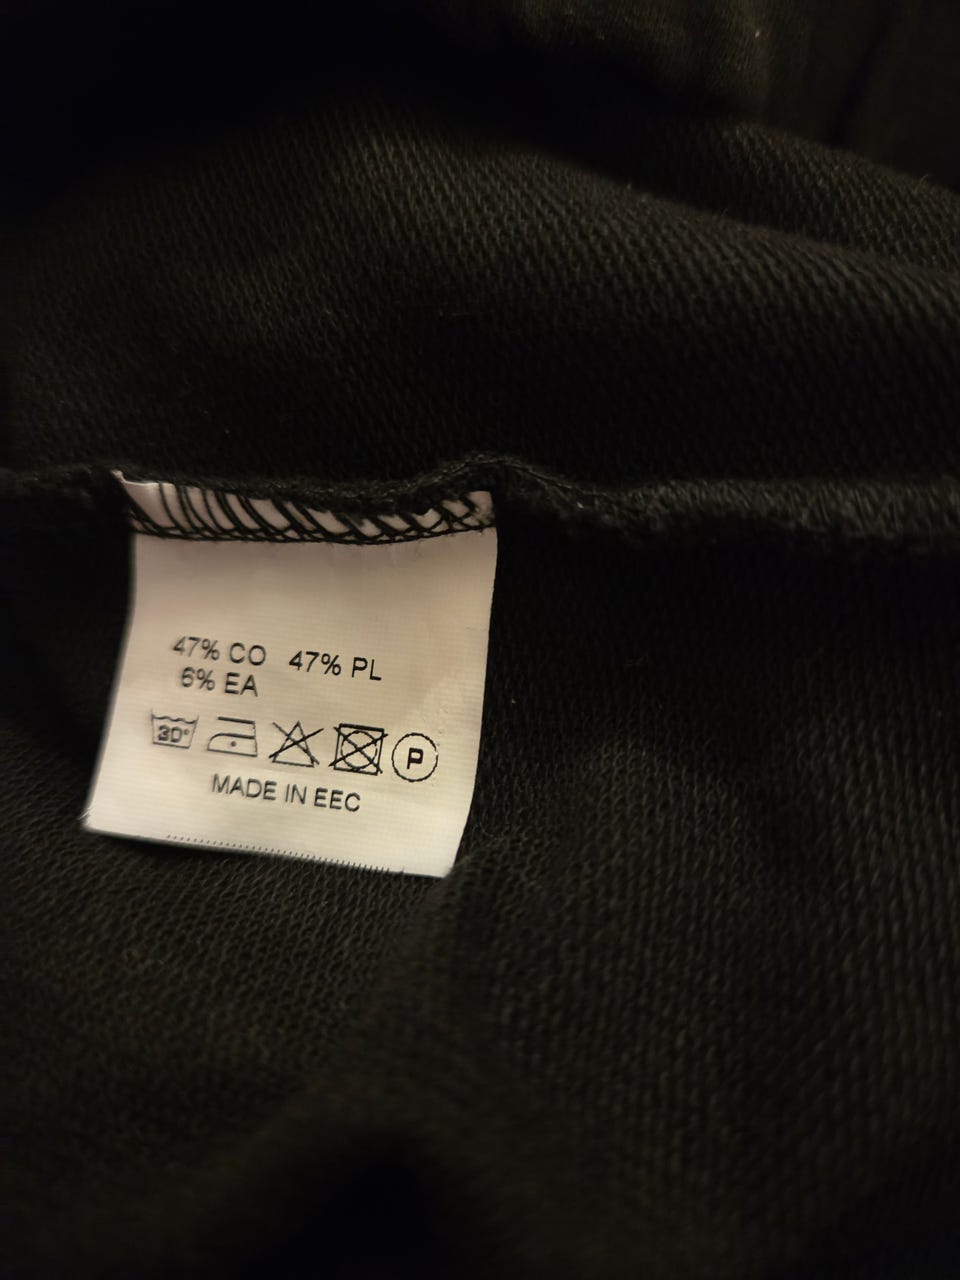 47% CO 47% PL
6% EA
30° P
MADE IN EEC